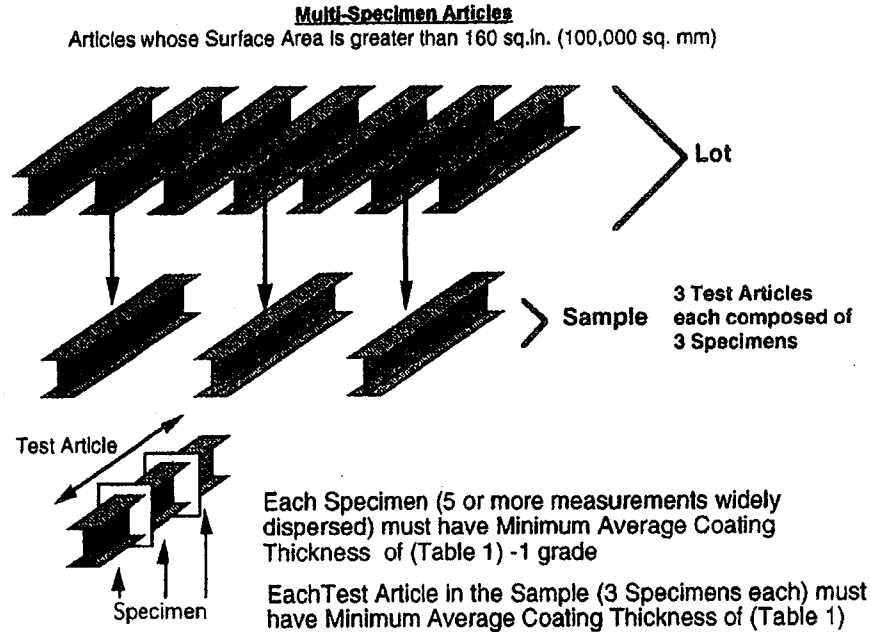 Multi-Specimen Articles
Articles whose Surface Area is greater than 160 sq.in. (100,000 sq. mm)
Lot
Sample
3 Test Articles
each composed of
3 Specimens
Test Article
Each Specimen (5 or more measurements widely
dispersed) must have Minimum Average Coating
Thickness of (Table 1) -1 grade
EachTest Article in the Sample (3 Specimens each) must
have Minimum Average Coating Thickness of (Table 1)
Specimen